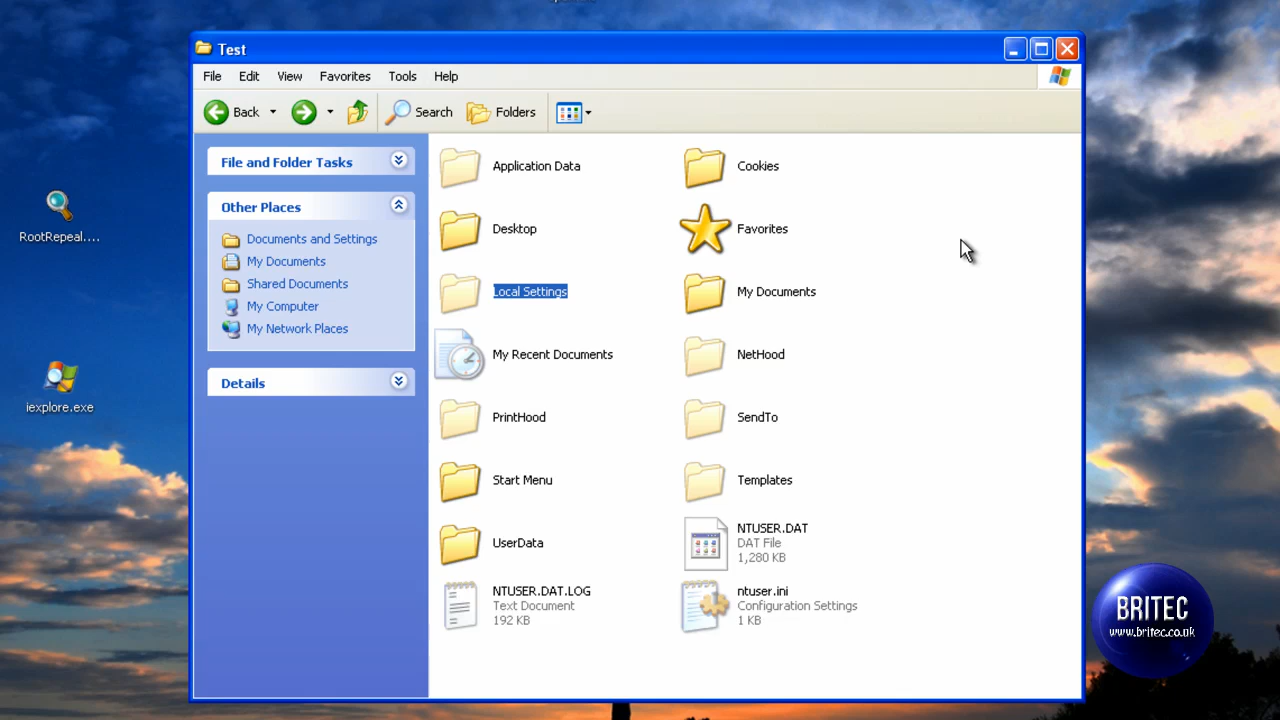 Test
File Edit View Favorites Tools Help
Back Search Folders
File and Folder Tasks
Other Places
Documents and Settings
My Documents
Shared Documents
My Computer
My Network Places
Details
Application Data
Cookies
Desktop
Favorites
Local Settings
My Documents
My Recent Documents
NetHood
PrintHood
SendTo
Start Menu
Templates
UserData
NTUSER.DAT
DAT File
1,280 KB
NTUSER.DAT.LOG
Text Document
192 KB
ntuser.ini
Configuration Settings
1 KB
RootRepeal....
iexplore.exe
BRITEC
www.britec.co.uk